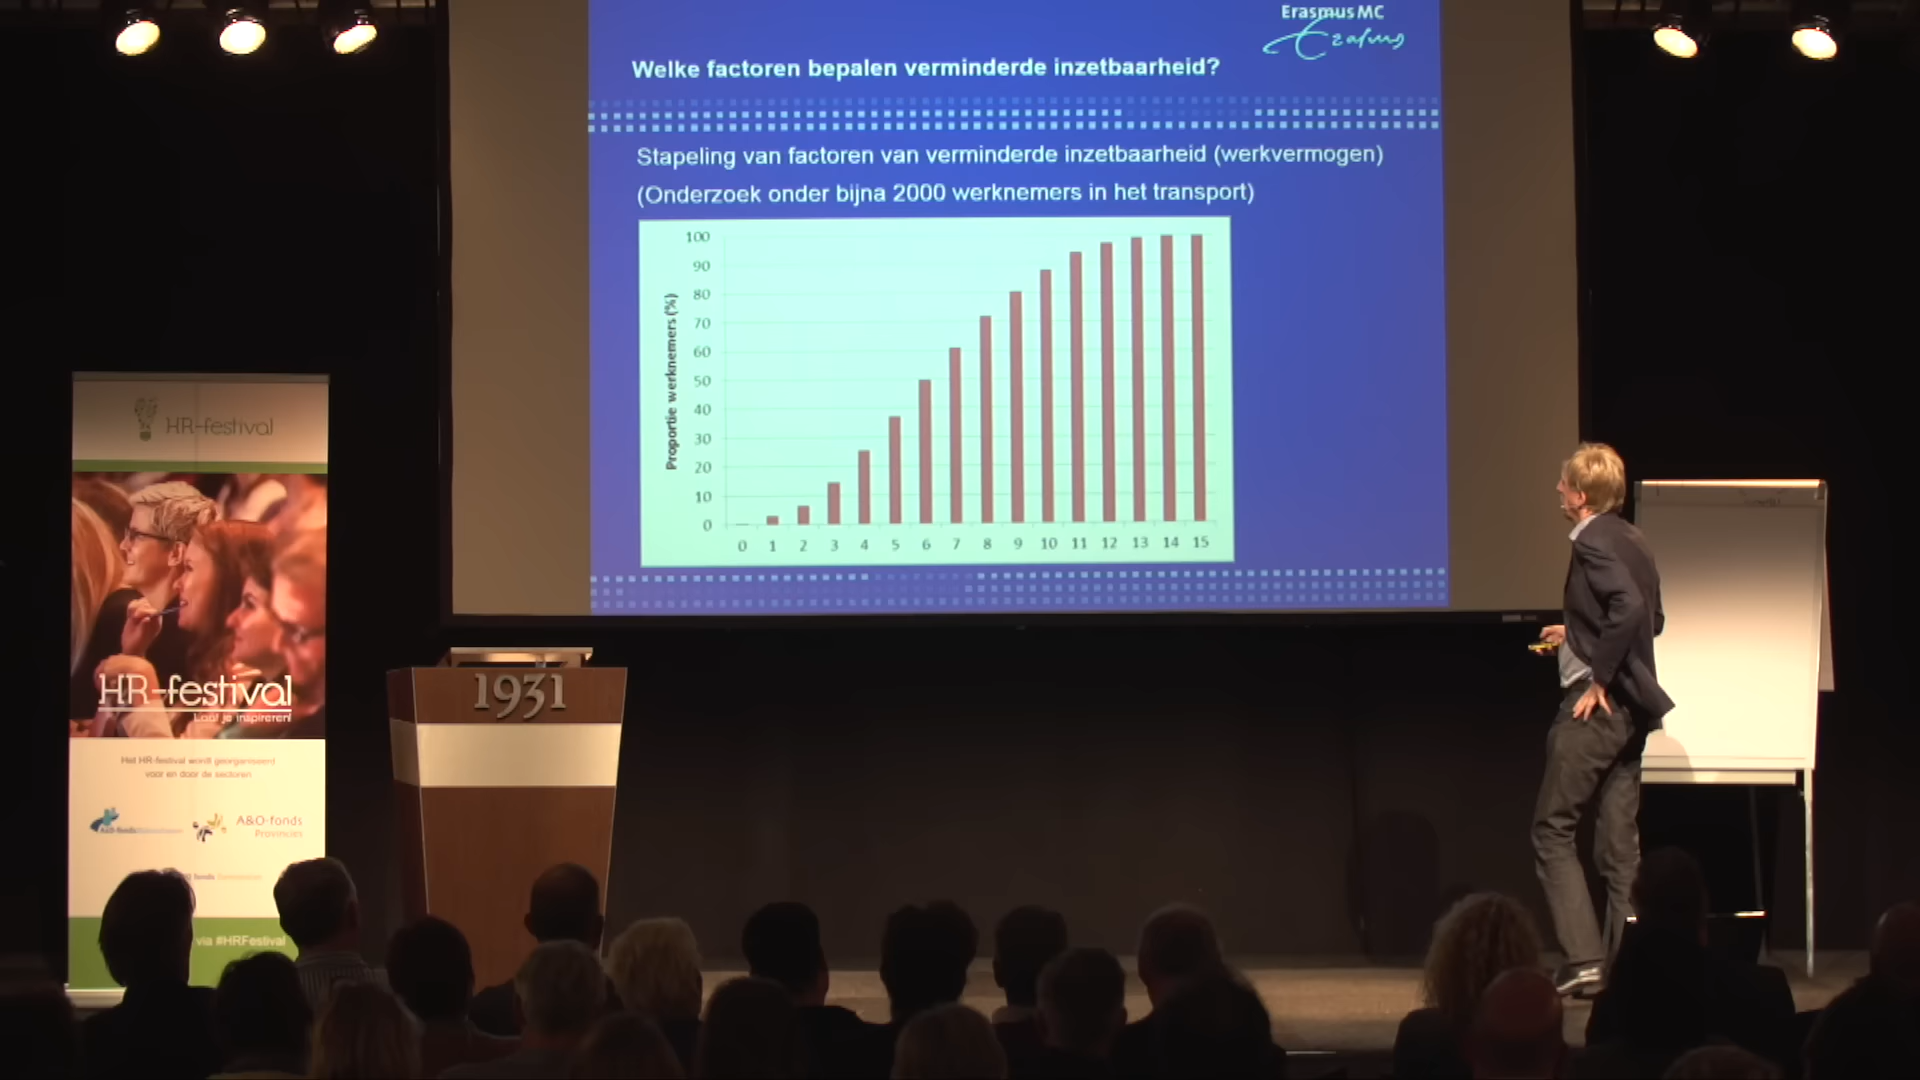 Erasmus MC
Erasmus
Welke factoren bepalen verminderde inzetbaarheid?
Stapeling van factoren van verminderde inzetbaarheid (werkvermogen)
(Onderzoek onder bijna 2000 werknemers in het transport)
Proportie werknemers (%)
100
90
80
70
60
50
40
30
20
10
0
0 1 2 3 4 5 6 7 8 9 10 11 12 13 14 15
HR-festival
HR-festival
Laat je inspireren!
Het HR-festival wordt georganiseerd
voor en door de sectoren
A&O-fonds
Provincies
fonds
via #HRFestival
1931